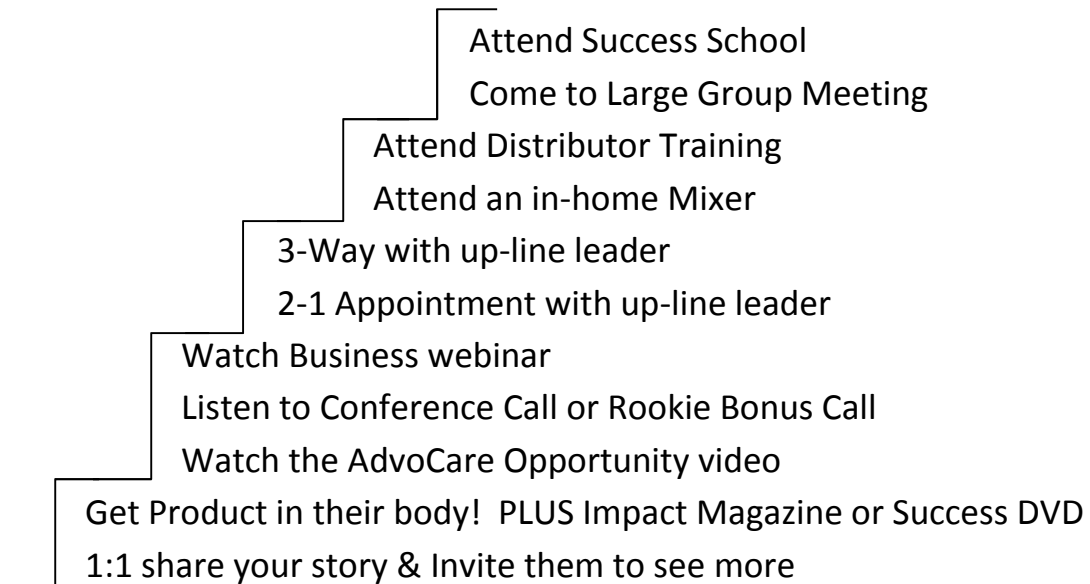 Attend Success School
Come to Large Group Meeting
Attend Distributor Training
Attend an in-home Mixer
3-Way with up-line leader
2-1 Appointment with up-line leader
Watch Business webinar
Listen to Conference Call or Rookie Bonus Call
Watch the AdvoCare Opportunity video
Get Product in their body!  PLUS Impact Magazine or Success DVD
1:1 share your story & Invite them to see more